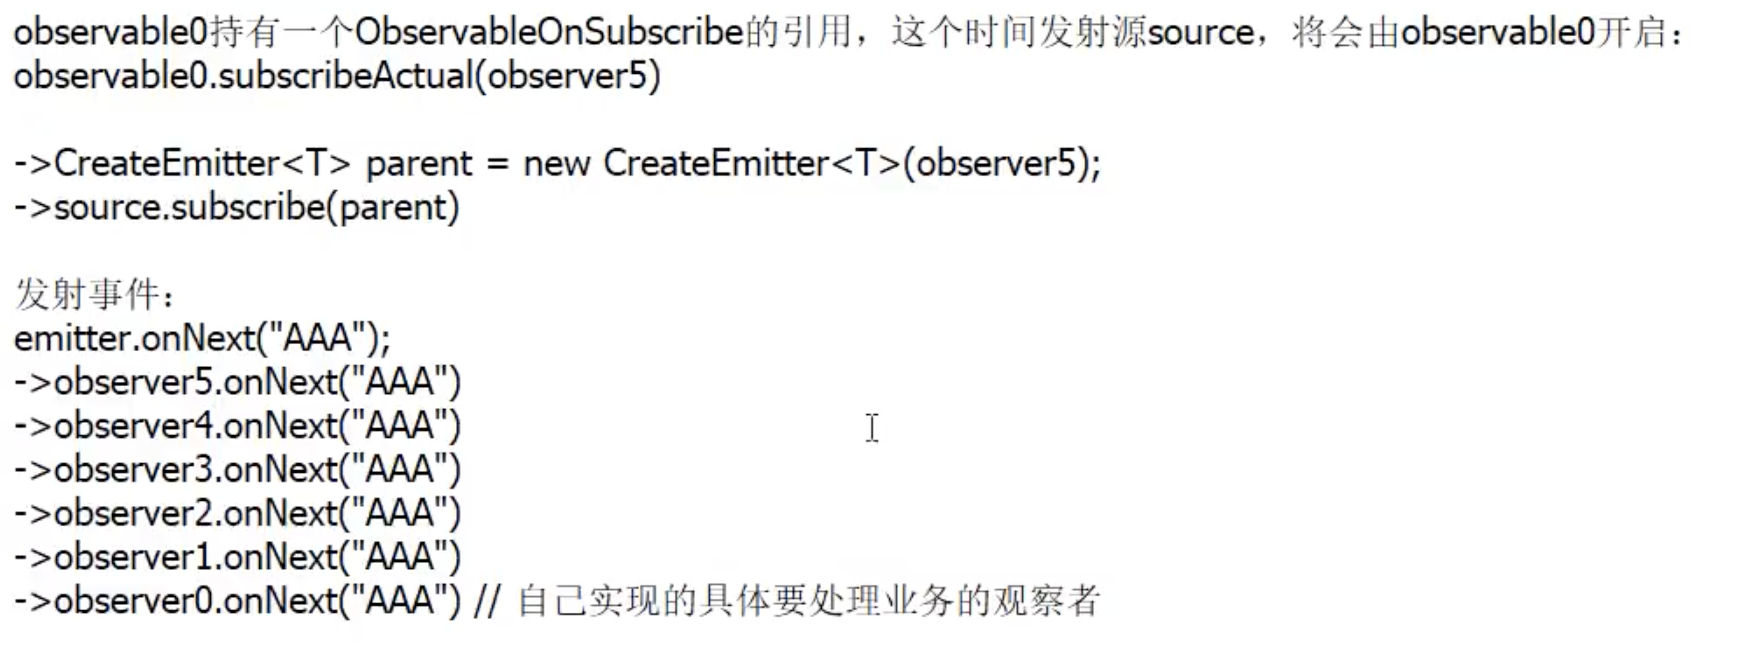 observable0持有一个ObservableOnSubscribe的引用，这个时间发射源source，将会由observable0开启：
observable0.subscribeActual(observer5)
->CreateEmitter<T> parent = new CreateEmitter<T>(observer5);
->source.subscribe(parent)
发射事件：
emitter.onNext("AAA");
->observer5.onNext("AAA")
->observer4.onNext("AAA")
->observer3.onNext("AAA")
->observer2.onNext("AAA")
->observer1.onNext("AAA")
->observer0.onNext("AAA") // 自己实现的具体要处理业务的观察者